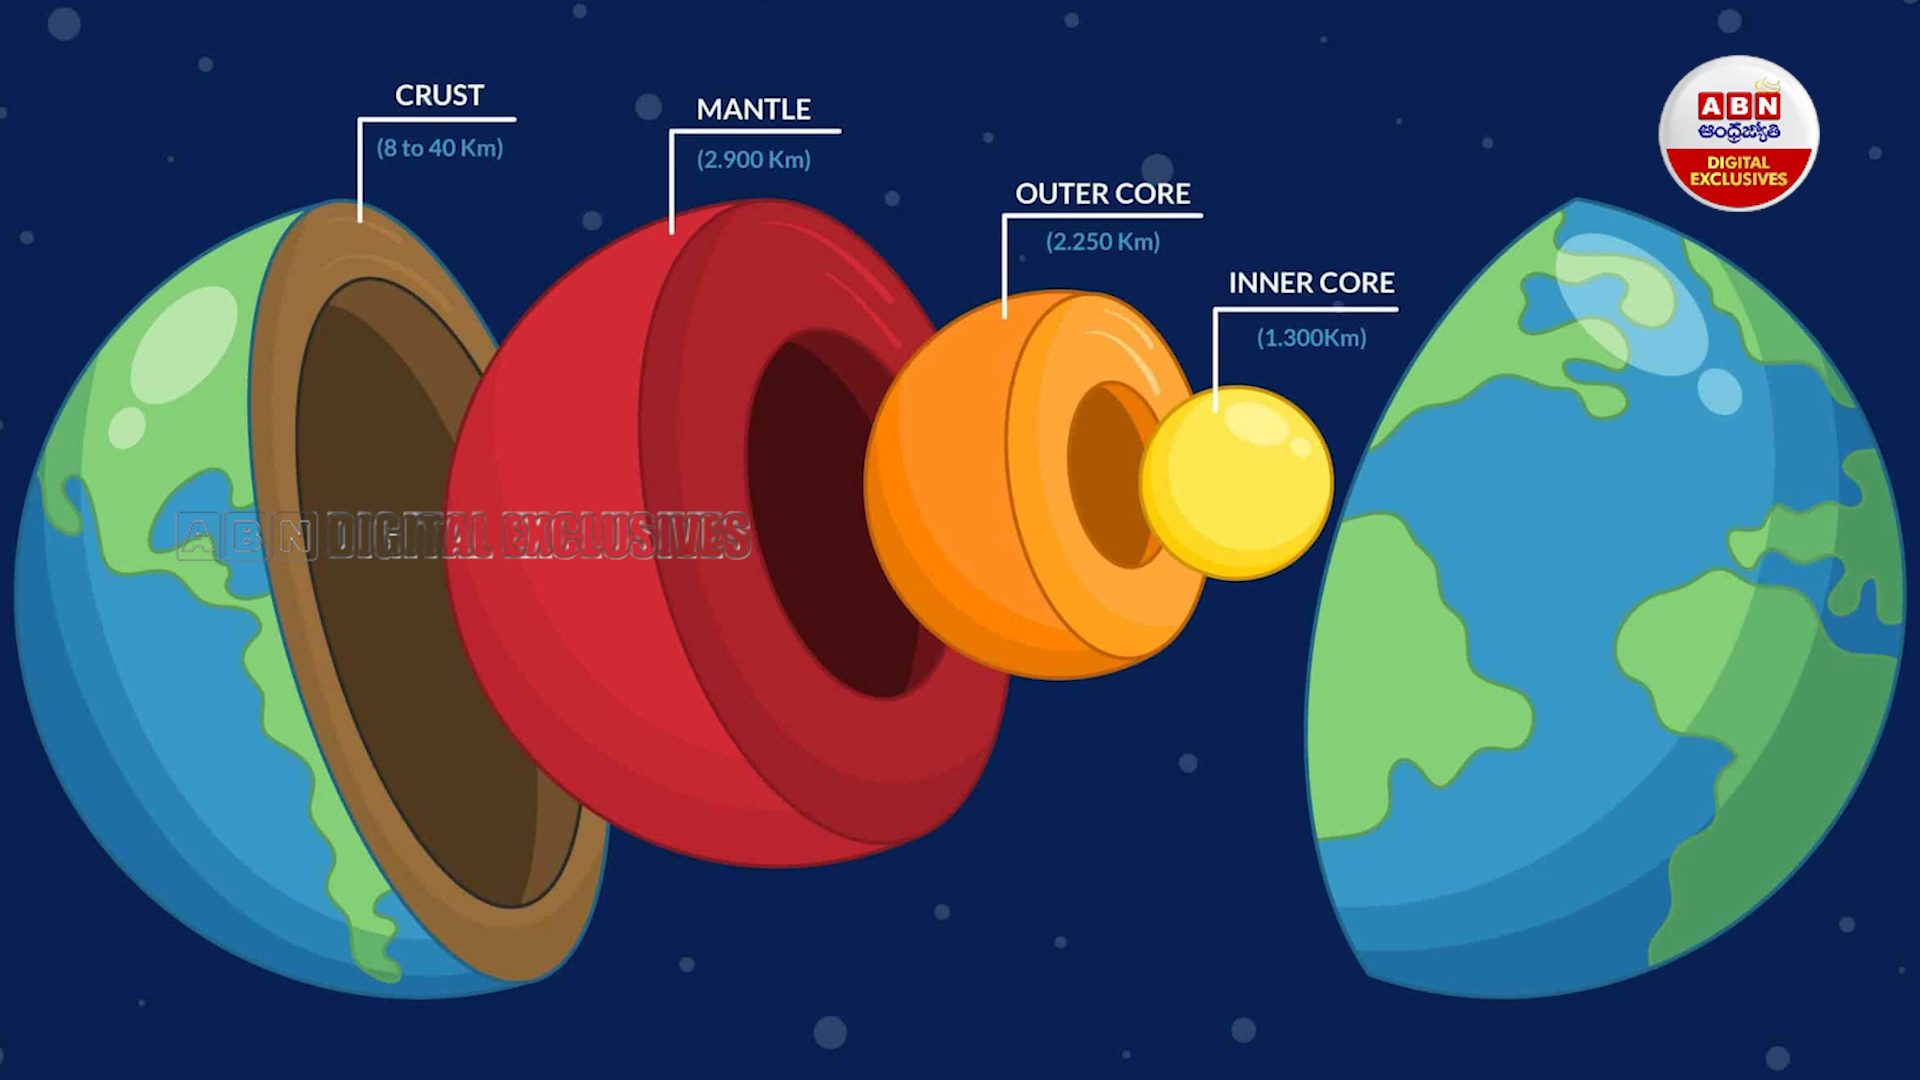 CRUST
(8 to 40 Km)
MANTLE
(2.900 Km)
OUTER CORE
(2.250 Km)
INNER CORE
(1.300Km)
ABN
ఆంధ్రజ్యోతి
DIGITAL
EXCLUSIVES
ABN DIGITAL EXCLUSIVES